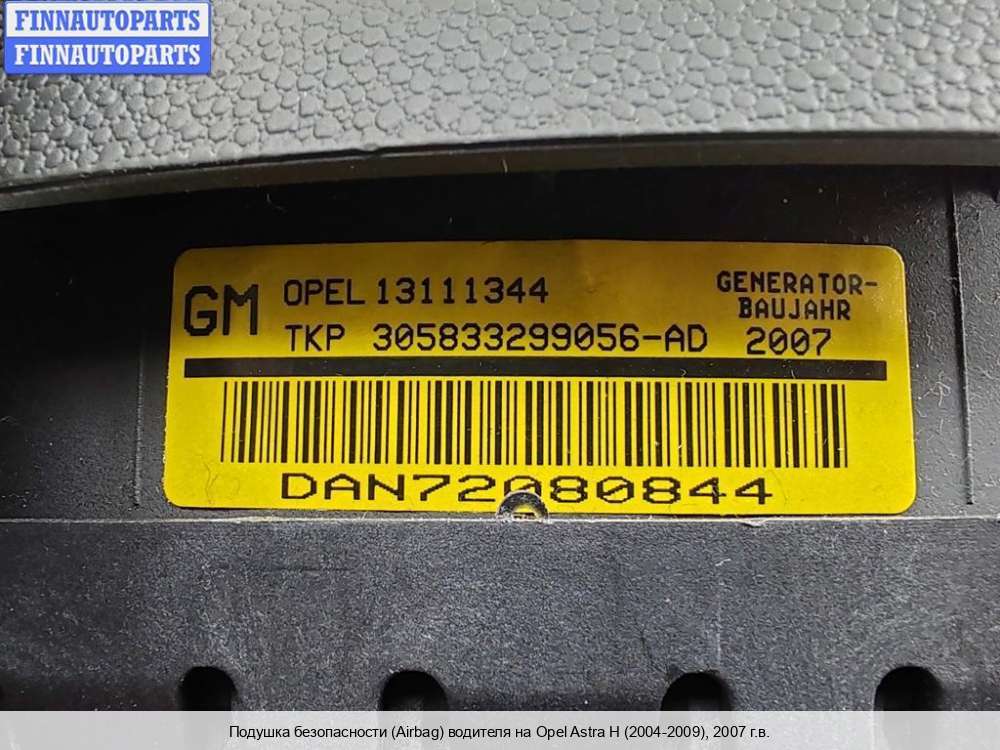 FINNAUTOPARTS
FINNAUTOPARTS
GM OPEL 13111344 GENERATOR-
BAUJAHR
TKP 305833299056-AD 2007
DAN72080844
Подушка безопасности (Airbag) водителя на Opel Astra H (2004-2009), 2007 г.в.